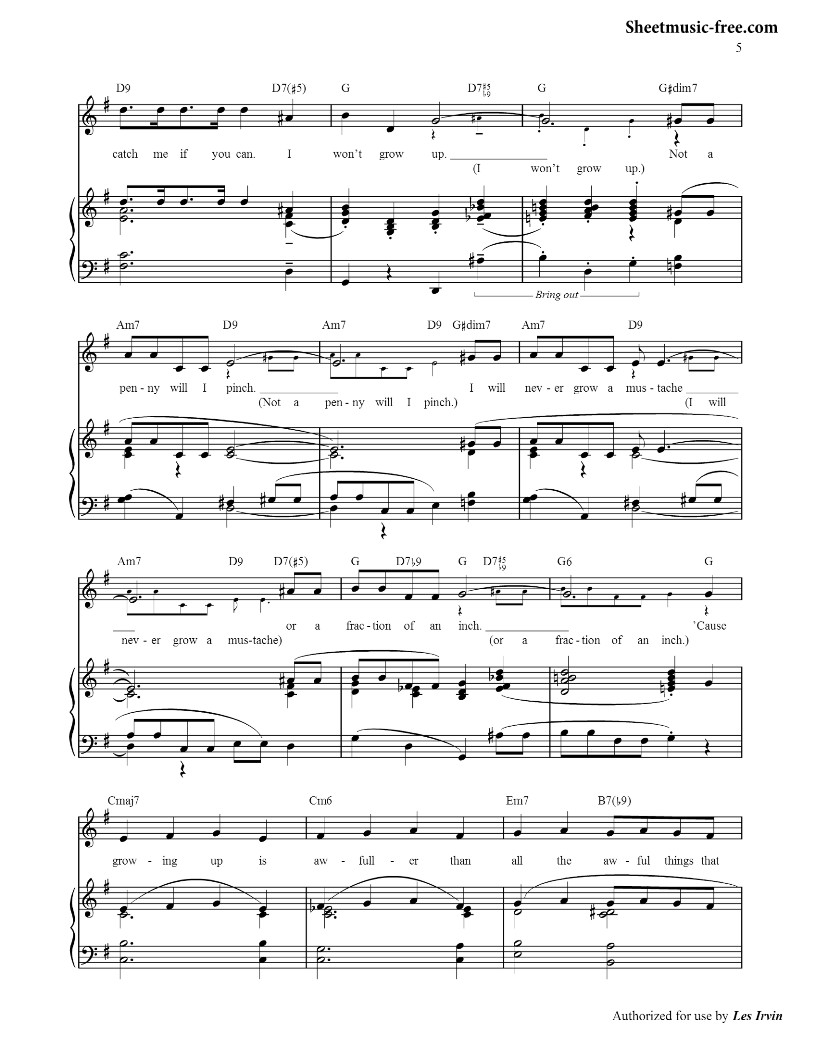 Sheetmusic-free.com
5
D9 D7(♯5) G D7♯5♭9 G G♯dim7
catch me if you can. I won't grow up. Not a
(I won't grow up.)
Bring out
Am7 D9 Am7 D9 G♯dim7 Am7 D9
pen - ny will I pinch. I will nev - er grow a mus - tache
(Not a pen - ny will I pinch.) (I will
Am7 D9 D7(♯5) G D7♭9 G D7♯5♭9 G6 G
or a frac - tion of an inch. 'Cause
nev - er grow a mus - tache) (or a frac - tion of an inch.)
Cmaj7 Cm6 Em7 B7(♭9)
grow - ing up is aw - full - er than all the aw - ful things that
Authorized for use by Les Irvin